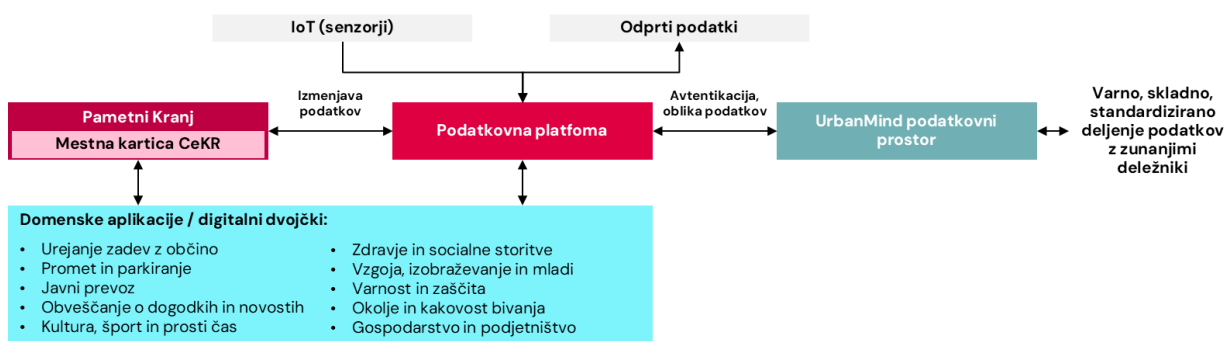 IoT (senzorji)
Odprti podatki
Pametni Kranj
Mestna kartica CeKR
Izmenjava
podatkov
Podatkovna platfoma
Avtentikacija,
oblika podatkov
UrbanMind podatkovni
prostor
Varno, skladno,
standardizirano
deljenje podatkov
z zunanjimi
deležniki
Domenske aplikacije / digitalni dvojčki:
• Urejanje zadev z občino
• Promet in parkiranje
• Javni prevoz
• Obveščanje o dogodkih in novostih
• Kultura, šport in prosti čas
• Zdravje in socialne storitve
• Vzgoja, izobraževanje in mladi
• Varnost in zaščita
• Okolje in kakovost bivanja
• Gospodarstvo in podjetništvo